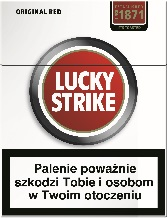 ORIGINAL RED
1871
LUCKY
STRIKE
Palenie poważnie
szkodzi Tobie i osobom
w Twoim otoczeniu